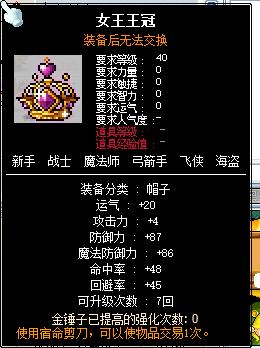 女王王冠
装备后无法交换
要求等级: 40
要求力量: 0
要求敏捷: 0
要求智力: 0
要求运气: 0
要求人气度: -
道具等级: -
道具经验值: -
新手 战士 魔法师 弓箭手 飞侠 海盗
装备分类: 帽子
运气: +20
攻击力: +4
防御力: +87
魔法防御力: +86
命中率: +48
回避率: +45
可升级次数: 7回
金锤子已提高的强化次数: 0
使用宿命剪刀，可以使物品交易1次。